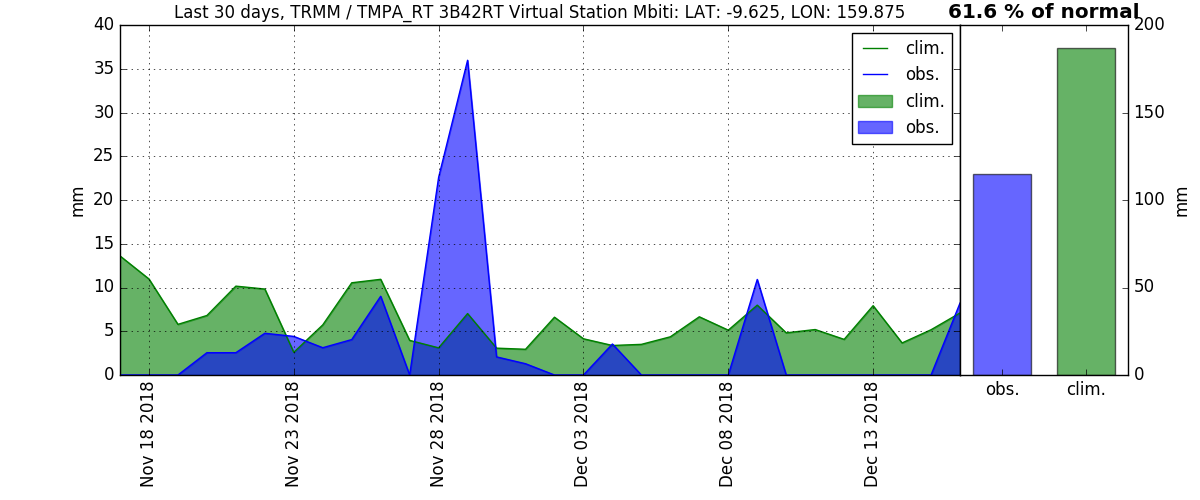 Last 30 days, TRMM / TMPA_RT 3B42RT Virtual Station Mbiti: LAT: -9.625, LON: 159.875
61.6 % of normal
40
35
30
25
20
15
10
5
0
mm
clim.
obs.
clim.
obs.
200
150
100
50
0
mm
Nov 18 2018
Nov 23 2018
Nov 28 2018
Dec 03 2018
Dec 08 2018
Dec 13 2018
obs.
clim.